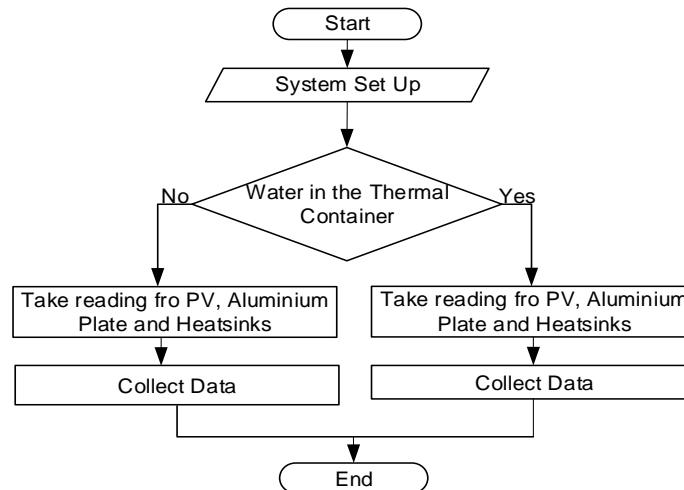 Start
System Set Up
Water in the Thermal
Container
No
Yes
Take reading fro PV, Aluminium
Plate and Heatsinks
Take reading fro PV, Aluminium
Plate and Heatsinks
Collect Data
Collect Data
End